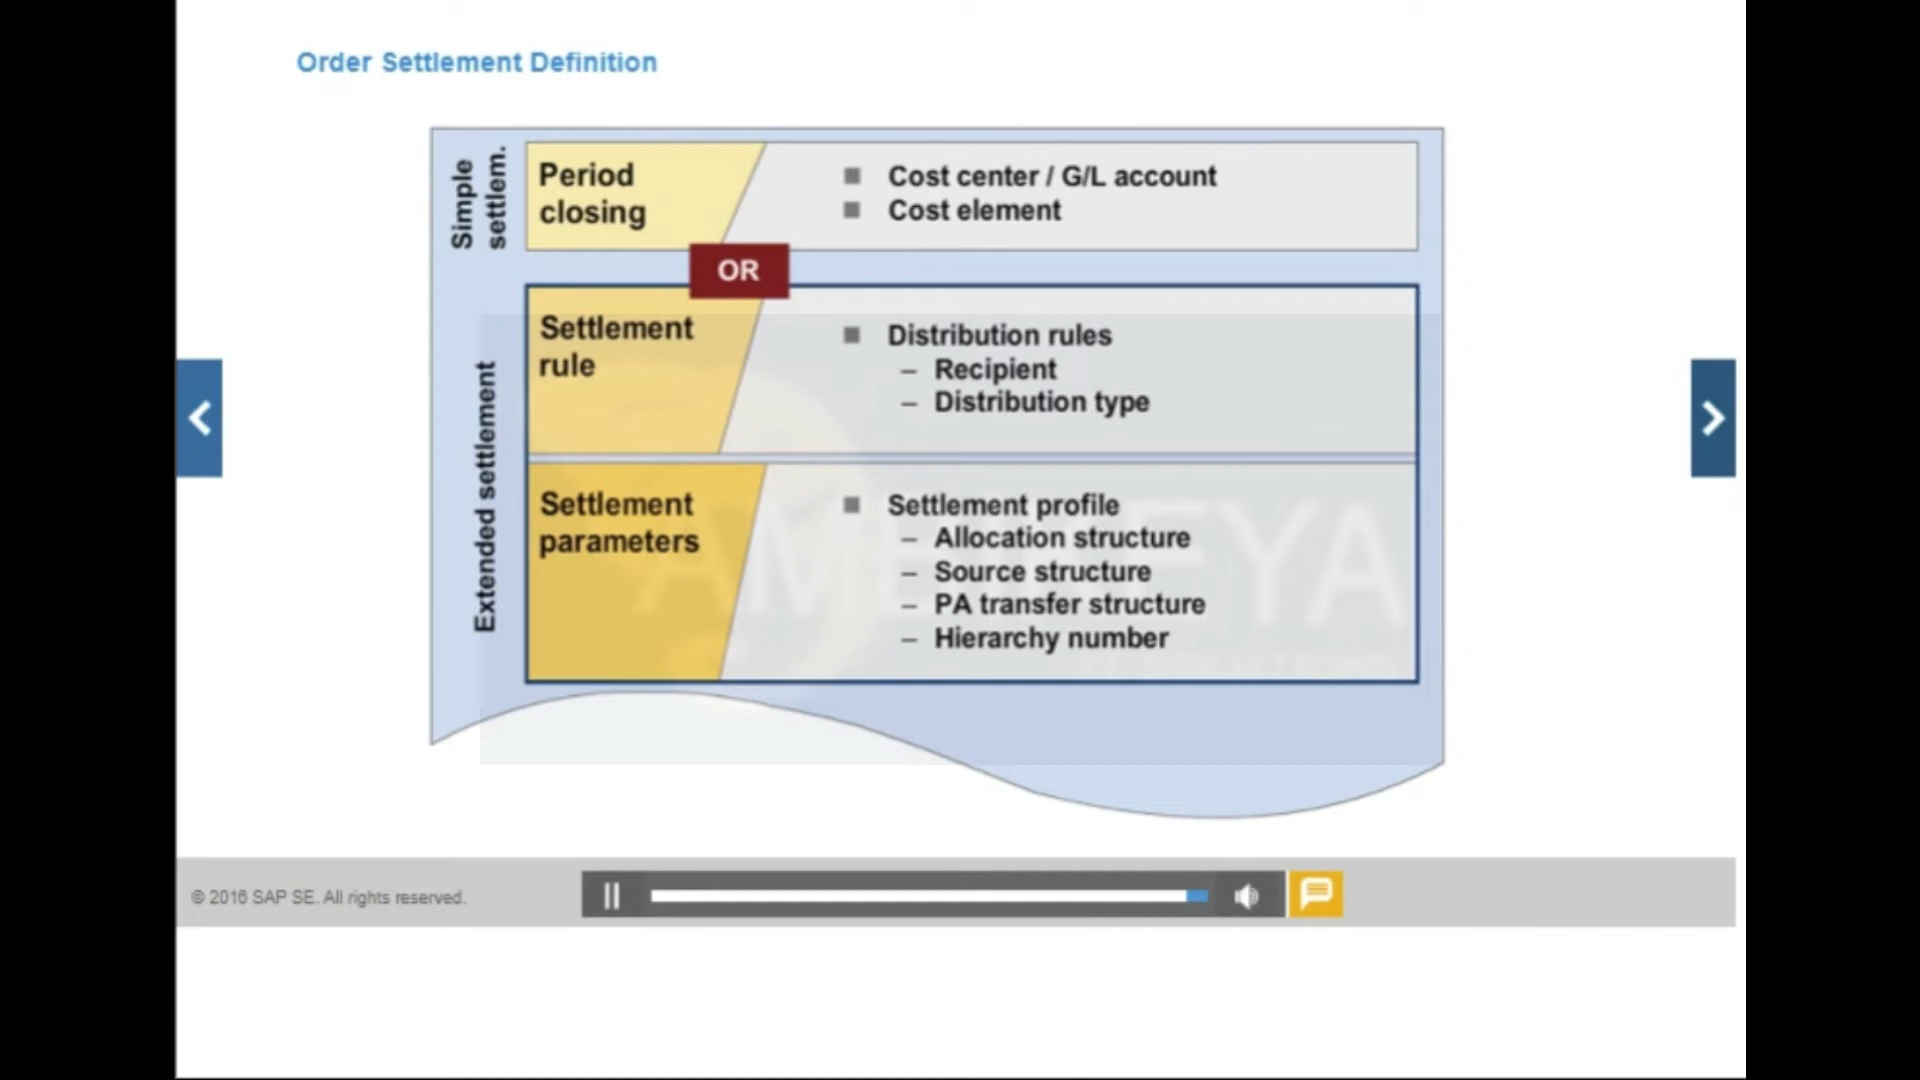 Order Settlement Definition
Simple
settlem.
Period
closing
Cost center / G/L account
Cost element
OR
Extended settlement
Settlement
rule
Distribution rules
– Recipient
– Distribution type
Settlement
parameters
Settlement profile
– Allocation structure
– Source structure
– PA transfer structure
– Hierarchy number
© 2016 SAP SE. All rights reserved.